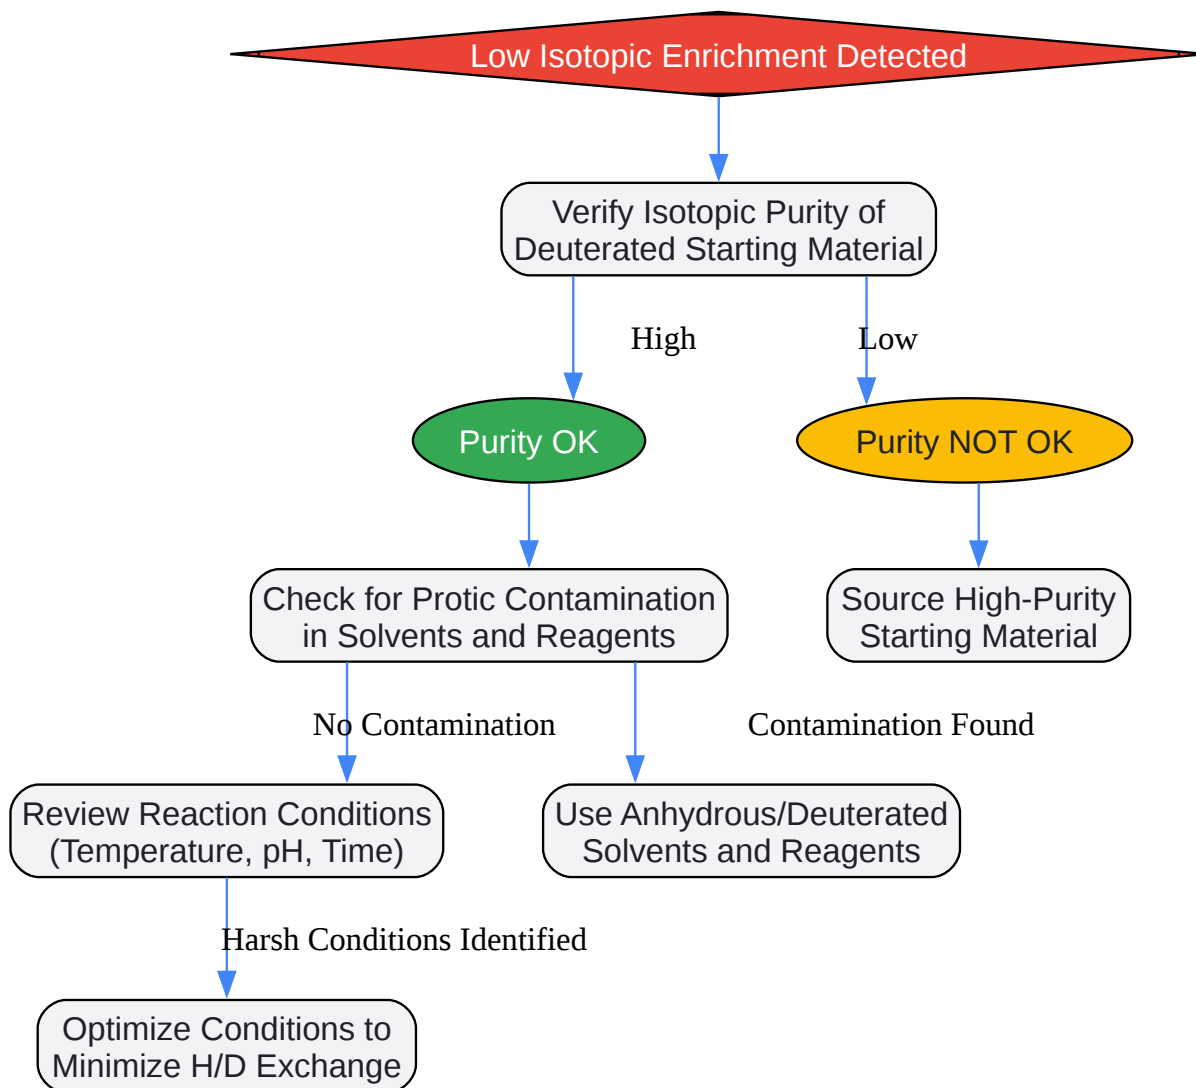 Low Isotopic Enrichment Detected
Verify Isotopic Purity of
Deuterated Starting Material
High
Low
Purity OK
Purity NOT OK
Check for Protic Contamination
in Solvents and Reagents
Source High-Purity
Starting Material
No Contamination
Contamination Found
Review Reaction Conditions
(Temperature, pH, Time)
Use Anhydrous/Deuterated
Solvents and Reagents
Harsh Conditions Identified
Optimize Conditions to
Minimize H/D Exchange